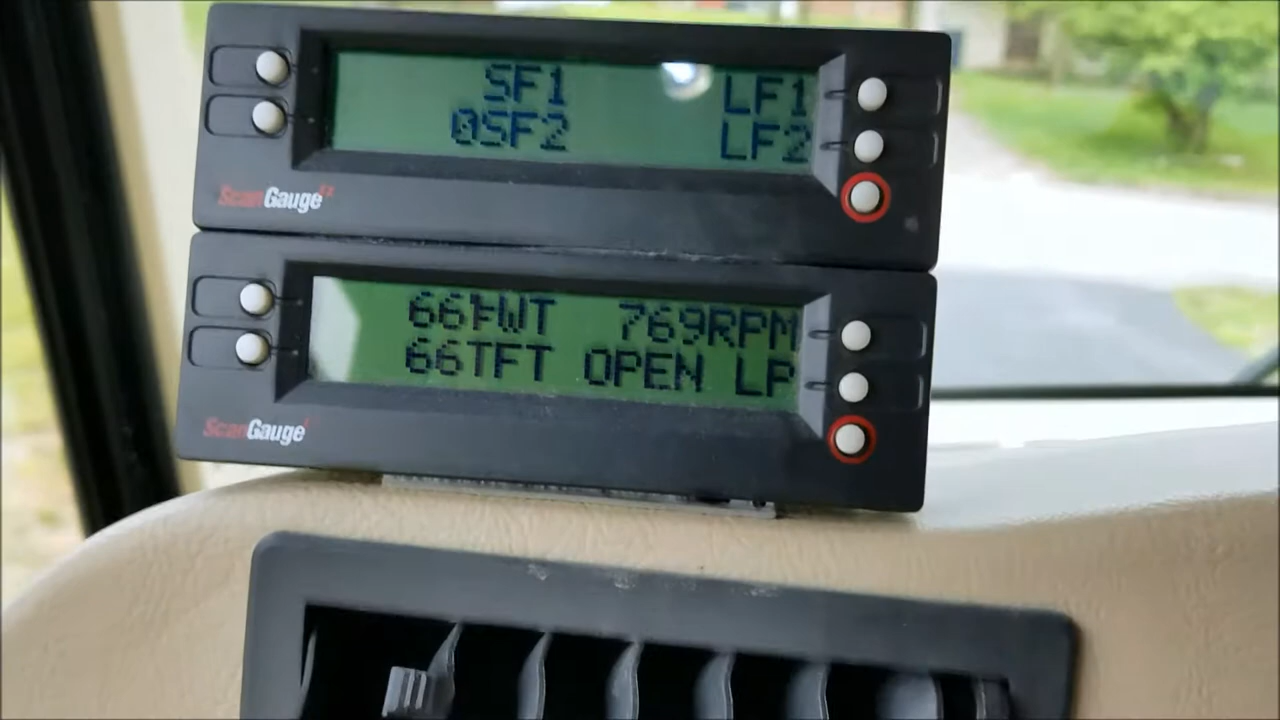 SF1 LF1
0SF2 LF2
ScanGauge
66FWT 769RPM
66TFT OPEN LP
ScanGauge